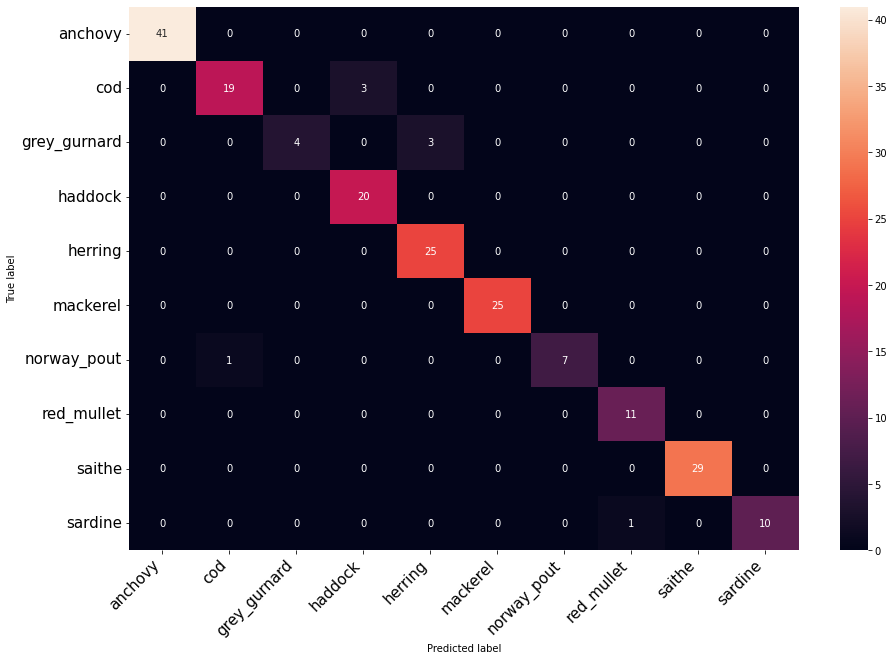 anchovy 41 0 0 0 0 0 0 0 0 0
cod 0 19 0 3 0 0 0 0 0 0
grey_gurnard 0 0 4 0 3 0 0 0 0 0
haddock 0 0 0 20 0 0 0 0 0 0
herring 0 0 0 0 25 0 0 0 0 0
mackerel 0 0 0 0 0 25 0 0 0 0
norway_pout 0 1 0 0 0 0 7 0 0 0
red_mullet 0 0 0 0 0 0 0 11 0 0
saithe 0 0 0 0 0 0 0 0 29 0
sardine 0 0 0 0 0 0 0 1 0 10
True label
anchovy cod grey_gurnard haddock herring mackerel norway_pout red_mullet saithe sardine
Predicted label
40
35
30
25
20
15
10
5
0